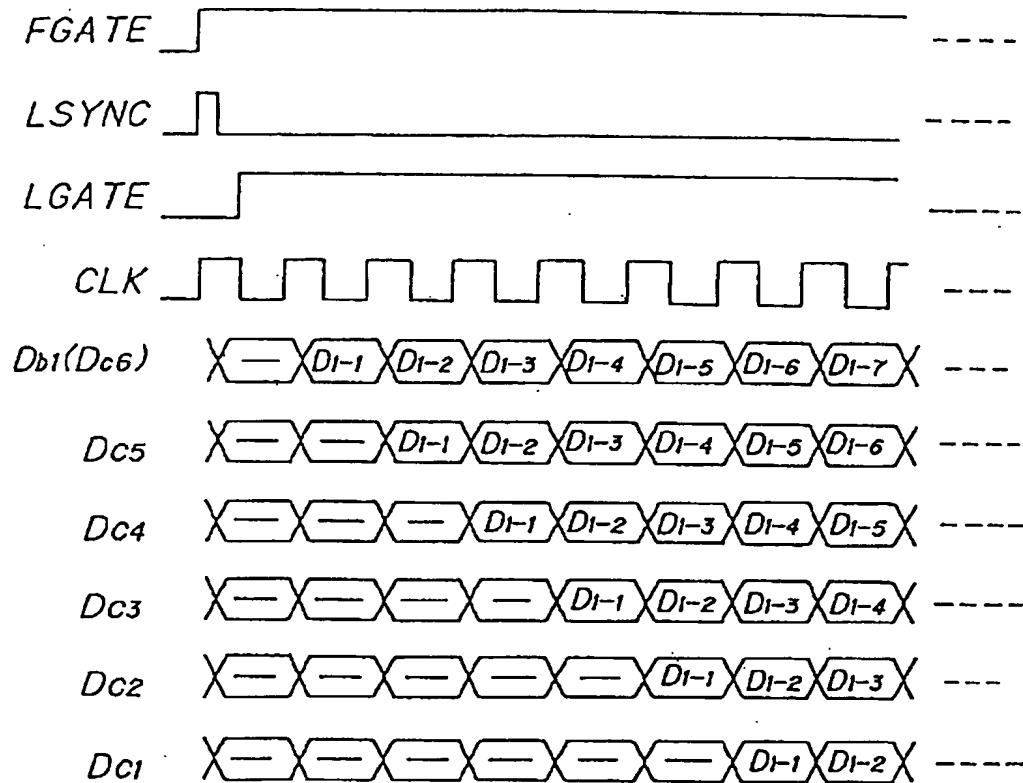 FGATE
LSYNC
LGATE
CLK
Db1(Dc6) D1-1 D1-2 D1-3 D1-4 D1-5 D1-6 D1-7
Dc5 D1-1 D1-2 D1-3 D1-4 D1-5 D1-6
Dc4 D1-1 D1-2 D1-3 D1-4 D1-5
Dc3 D1-1 D1-2 D1-3 D1-4
Dc2 D1-1 D1-2 D1-3
Dc1 D1-1 D1-2